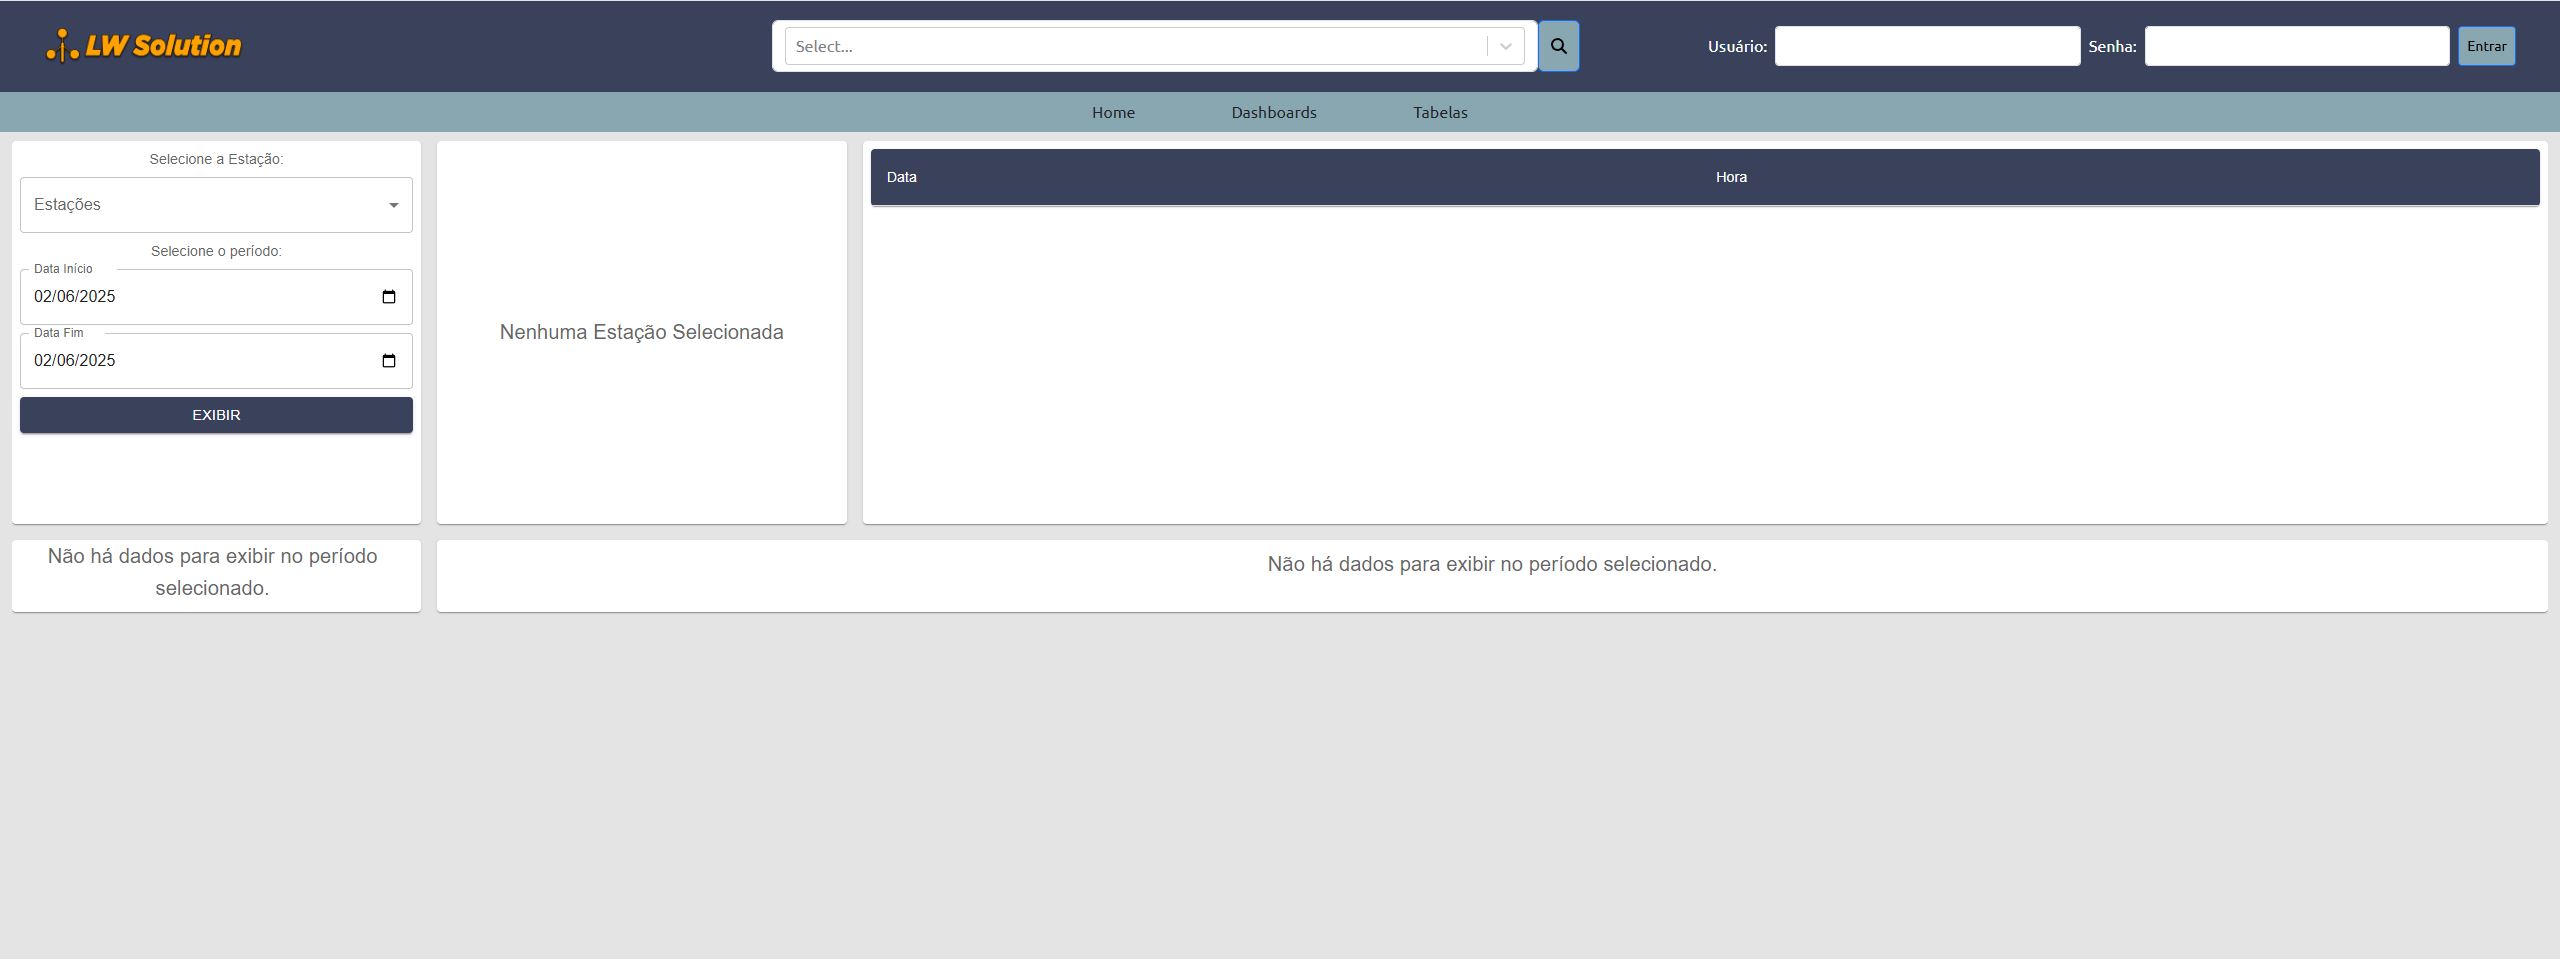 LW Solution
Select...
Usuário:
Senha:
Entrar
Home
Dashboards
Tabelas
Selecione a Estação:
Estações
Selecione o período:
Data Início
02/06/2025
Data Fim
02/06/2025
EXIBIR
Nenhuma Estação Selecionada
Data
Hora
Não há dados para exibir no período
selecionado.
Não há dados para exibir no período selecionado.